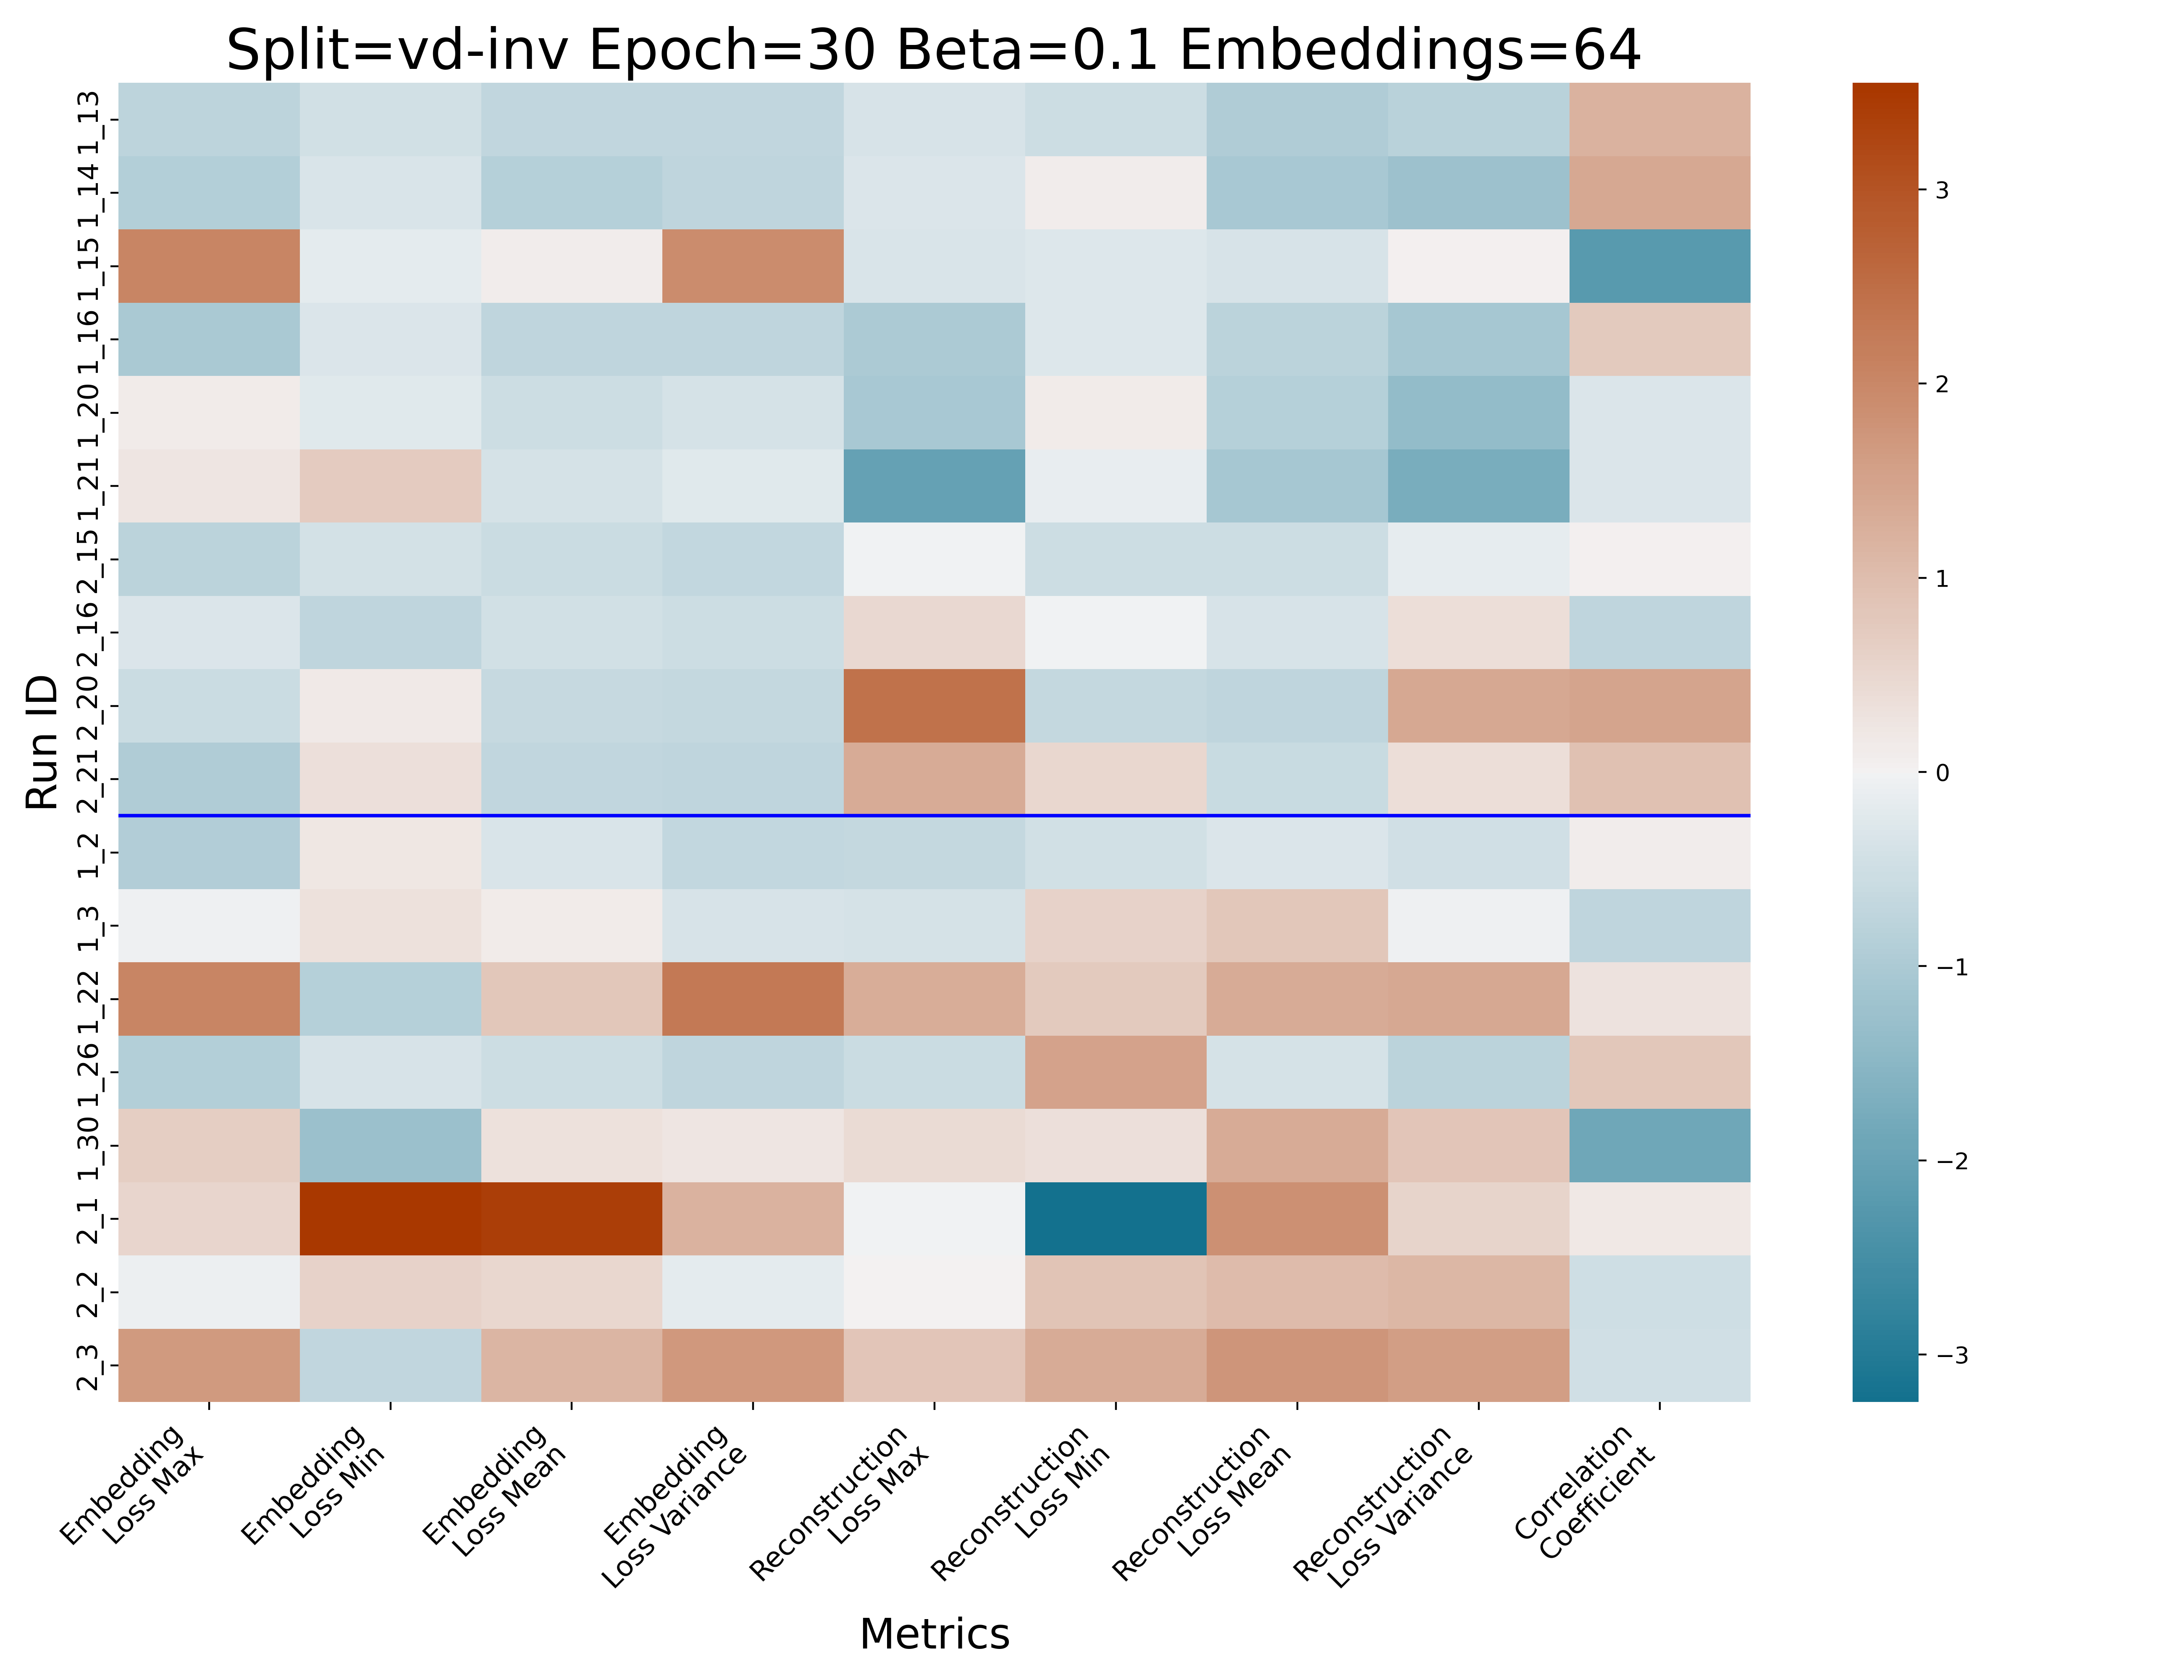 Split=vd-inv Epoch=30 Beta=0.1 Embeddings=64
Run ID
1_13
1_14
1_15
1_16
1_20
1_21
2_15
2_16
2_20
2_21
1_2
1_3
1_22
1_26
1_30
2_1
2_2
2_3
Embedding
Loss Max
Embedding
Loss Min
Embedding
Loss Mean
Embedding
Loss Variance
Reconstruction
Loss Max
Reconstruction
Loss Min
Reconstruction
Loss Mean
Reconstruction
Loss Variance
Correlation
Coefficient
Metrics
3
2
1
0
−1
−2
−3